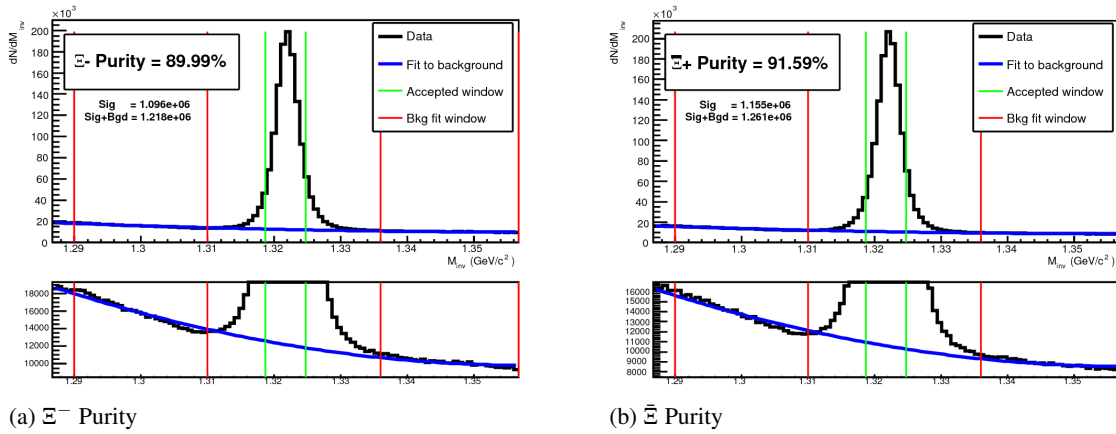 ×10³
dN/dM_inv
200
180
160
140
120
100
80
60
40
20
0
Ξ- Purity = 89.99%
Sig = 1.096e+06
Sig+Bgd = 1.218e+06
Data
Fit to background
Accepted window
Bkg fit window
1.29 1.3 1.31 1.32 1.33 1.34 1.35
M_inv (GeV/c²)
18000
16000
14000
12000
10000
1.29 1.3 1.31 1.32 1.33 1.34 1.35
(a) Ξ⁻ Purity
×10³
dN/dM_inv
200
180
160
140
120
100
80
60
40
20
0
Ξ̄+ Purity = 91.59%
Sig = 1.155e+06
Sig+Bgd = 1.261e+06
Data
Fit to background
Accepted window
Bkg fit window
1.29 1.3 1.31 1.32 1.33 1.34 1.35
M_inv (GeV/c²)
16000
15000
14000
13000
12000
11000
10000
9000
8000
1.29 1.3 1.31 1.32 1.33 1.34 1.35
(b) Ξ̄ Purity